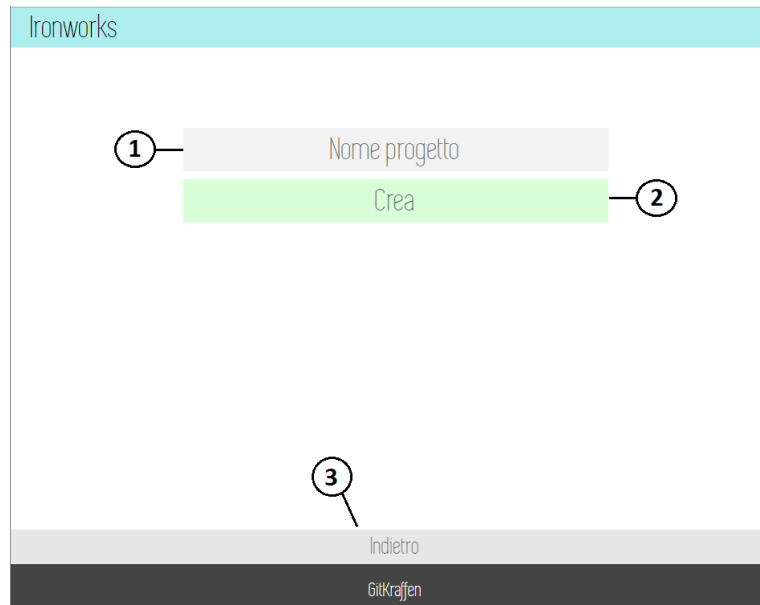 Ironworks
1
Nome progetto
Crea
2
3
Indietro
GitKraffen